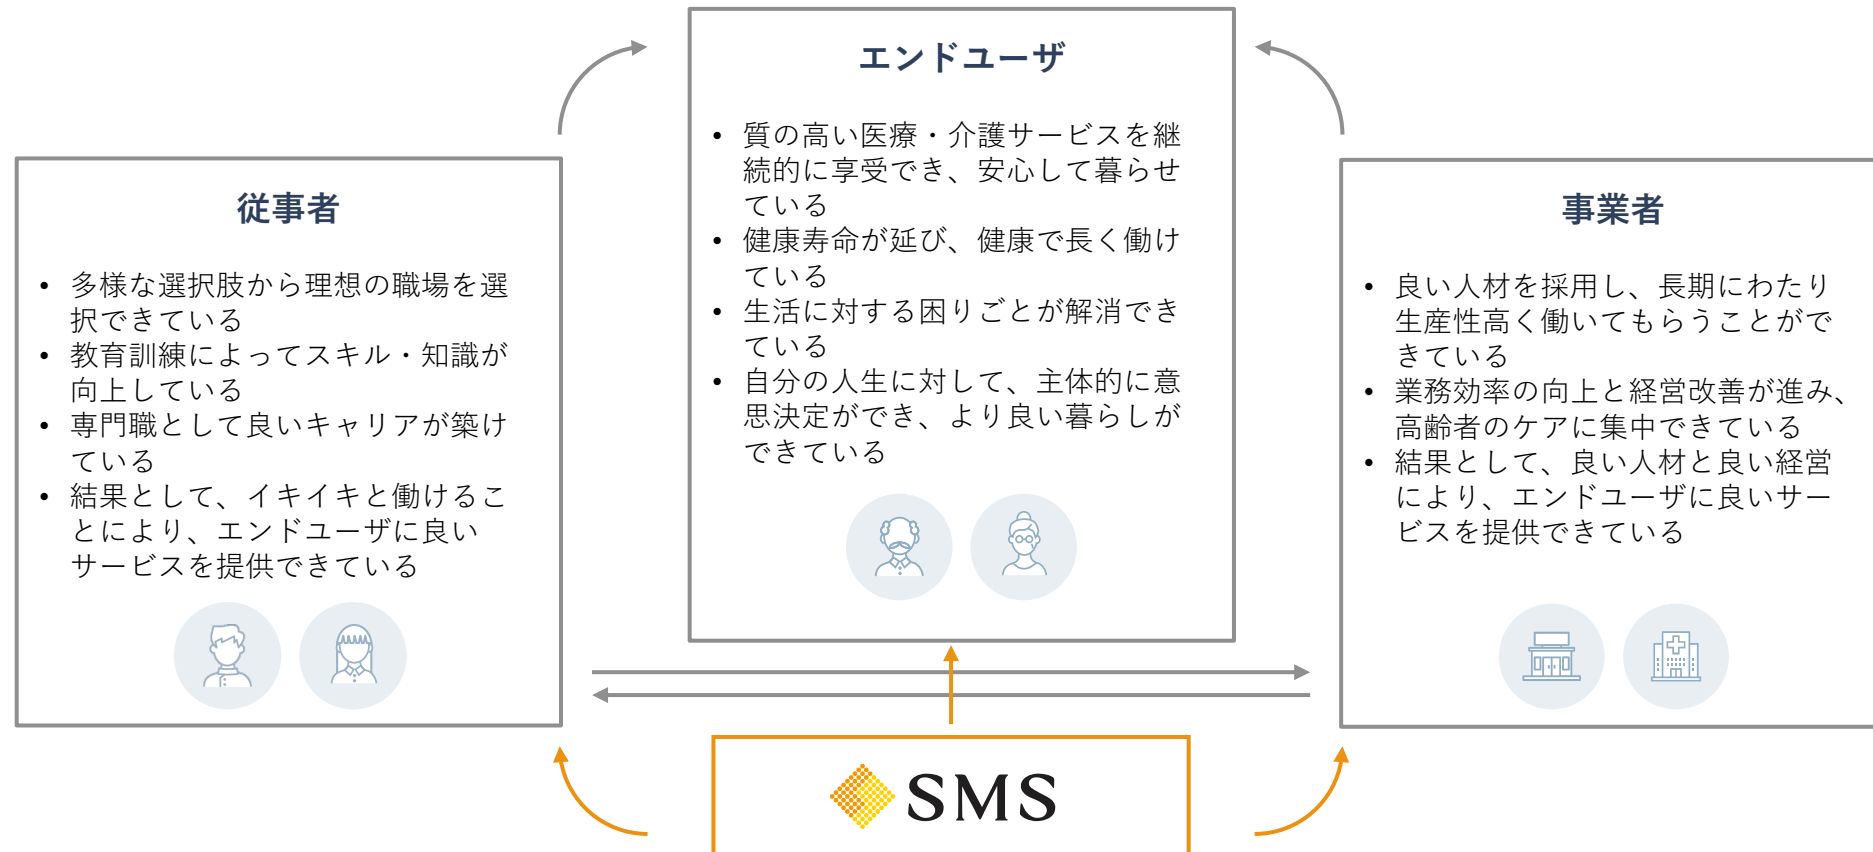 エンドユーザ
• 質の高い医療・介護サービスを継
続的に享受でき、安心して暮らせ
ている
• 健康寿命が延び、健康で長く働け
ている
• 生活に対する困りごとが解消でき
ている
• 自分の人生に対して、主体的に意
思決定ができ、より良い暮らしが
できている
従事者
• 多様な選択肢から理想の職場を選
択できている
• 教育訓練によってスキル・知識が
向上している
• 専門職として良いキャリアが築け
ている
• 結果として、イキイキと働けるこ
とにより、エンドユーザに良い
サービスを提供できている
事業者
• 良い人材を採用し、長期にわたり
生産性高く働いてもらうことがで
きている
• 業務効率の向上と経営改善が進み、
高齢者のケアに集中できている
• 結果として、良い人材と良い経営
により、エンドユーザに良いサー
ビスを提供できている
SMS